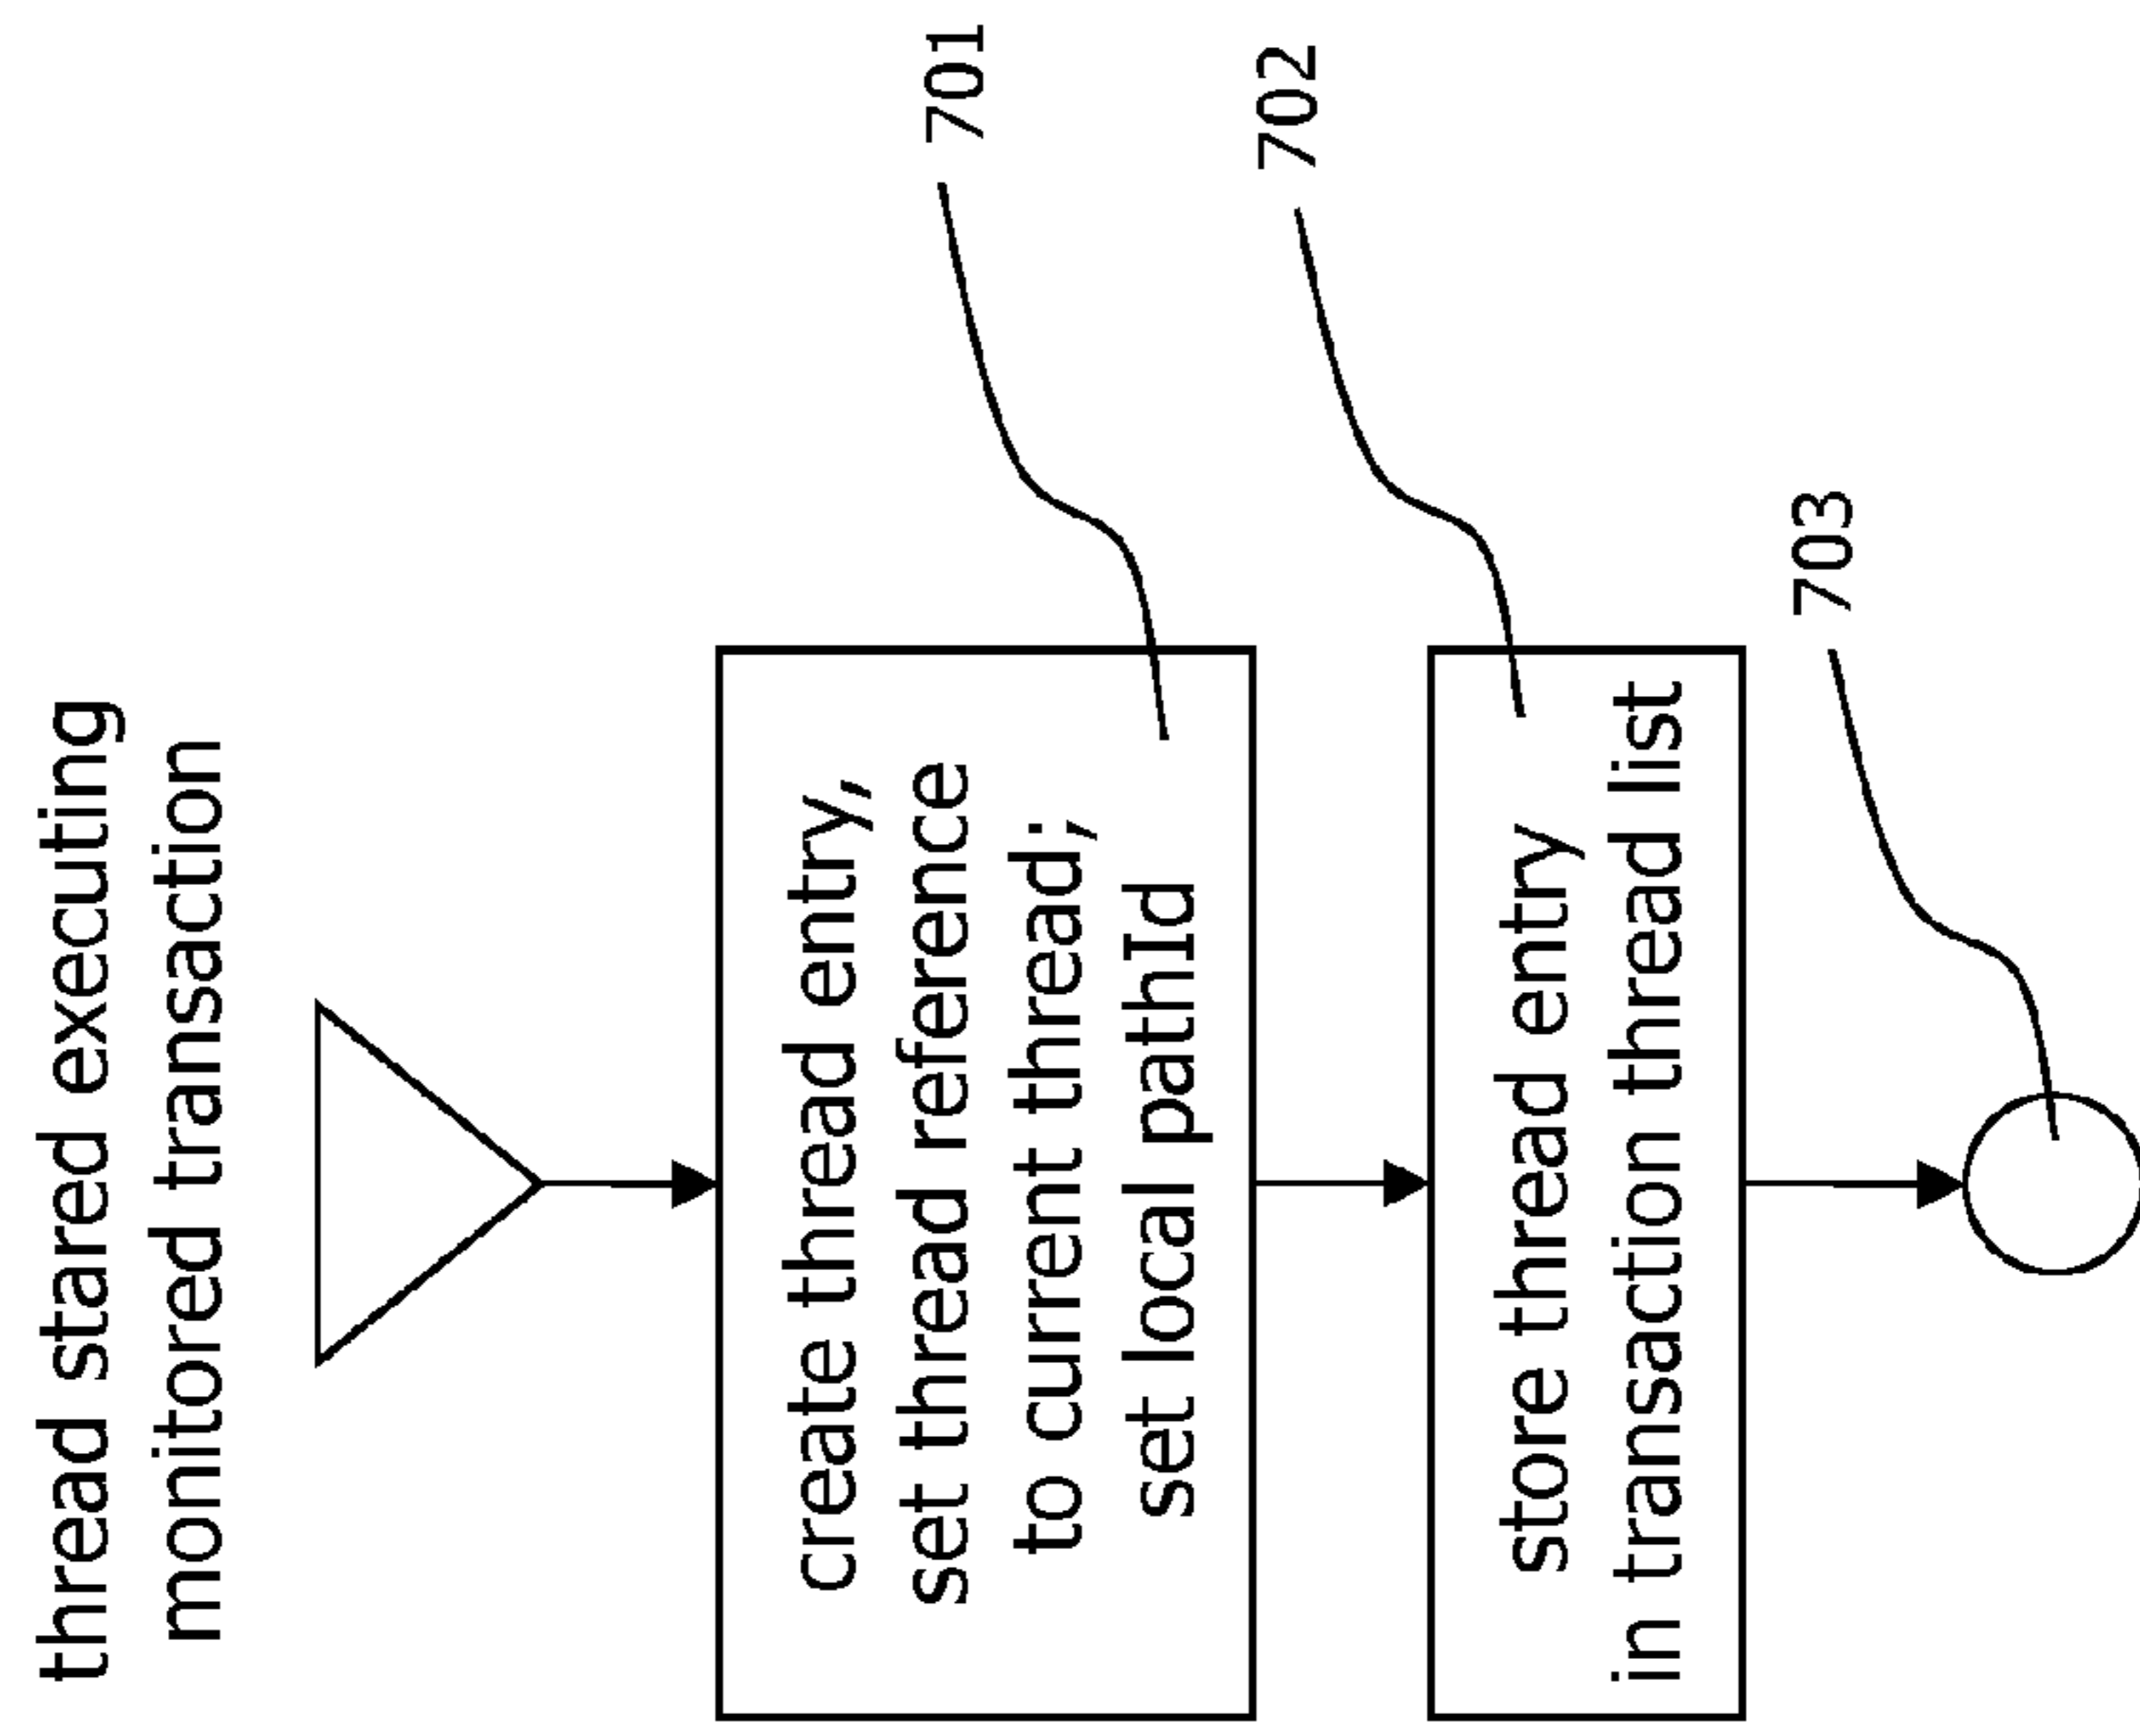 thread stared executing
monitored transaction
create thread entry,
set thread reference
to current thread;
set local pathId
701
store thread entry
in transaction thread list
702
703